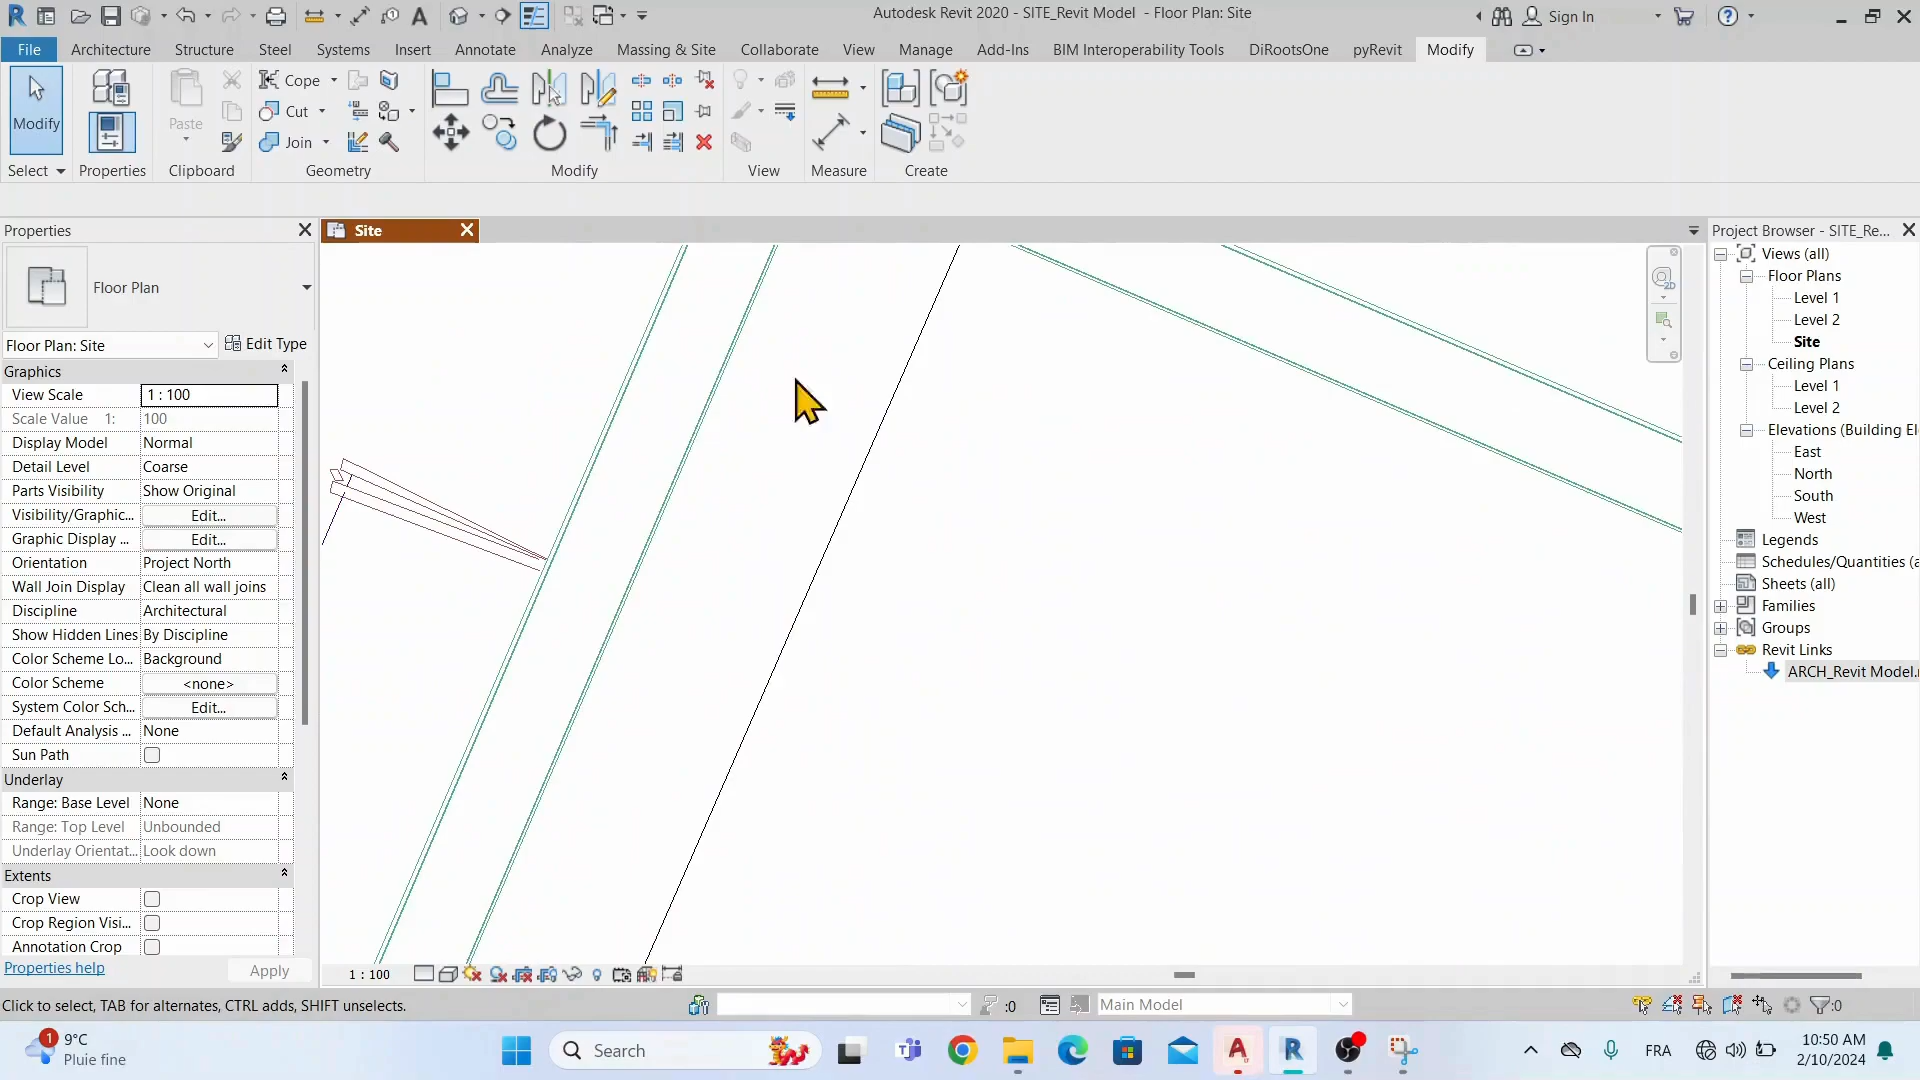 Autodesk Revit 2020 - SITE_Revit Model - Floor Plan: Site
Sign In
File Architecture Structure Steel Systems Insert Annotate Analyze Massing & Site Collaborate View Manage Add-Ins BIM Interoperability Tools DiRootsOne pyRevit Modify
Modify
Paste
Cope
Cut
Join
Select Properties Clipboard Geometry Modify View Measure Create
Properties
Floor Plan
Floor Plan: Site
Edit Type
Graphics
View Scale 1 : 100
Scale Value 1: 100
Display Model Normal
Detail Level Coarse
Parts Visibility Show Original
Visibility/Graphic... Edit...
Graphic Display ... Edit...
Orientation Project North
Wall Join Display Clean all wall joins
Discipline Architectural
Show Hidden Lines By Discipline
Color Scheme Lo... Background
Color Scheme <none>
System Color Sch... Edit...
Default Analysis ... None
Sun Path
Underlay
Range: Base Level None
Range: Top Level Unbounded
Underlay Orientat... Look down
Extents
Crop View
Crop Region Visi...
Annotation Crop
Properties help
Apply
Site
2D
1 : 100
Project Browser - SITE_Re...
Views (all)
Floor Plans
Level 1
Level 2
Site
Ceiling Plans
Level 1
Level 2
Elevations (Building El
East
North
South
West
Legends
Schedules/Quantities (a
Sheets (all)
Families
Groups
Revit Links
ARCH_Revit Model.r
Click to select, TAB for alternates, CTRL adds, SHIFT unselects.
:0
Main Model
:0
1
9°C
Pluie fine
Search
FRA
10:50 AM
2/10/2024